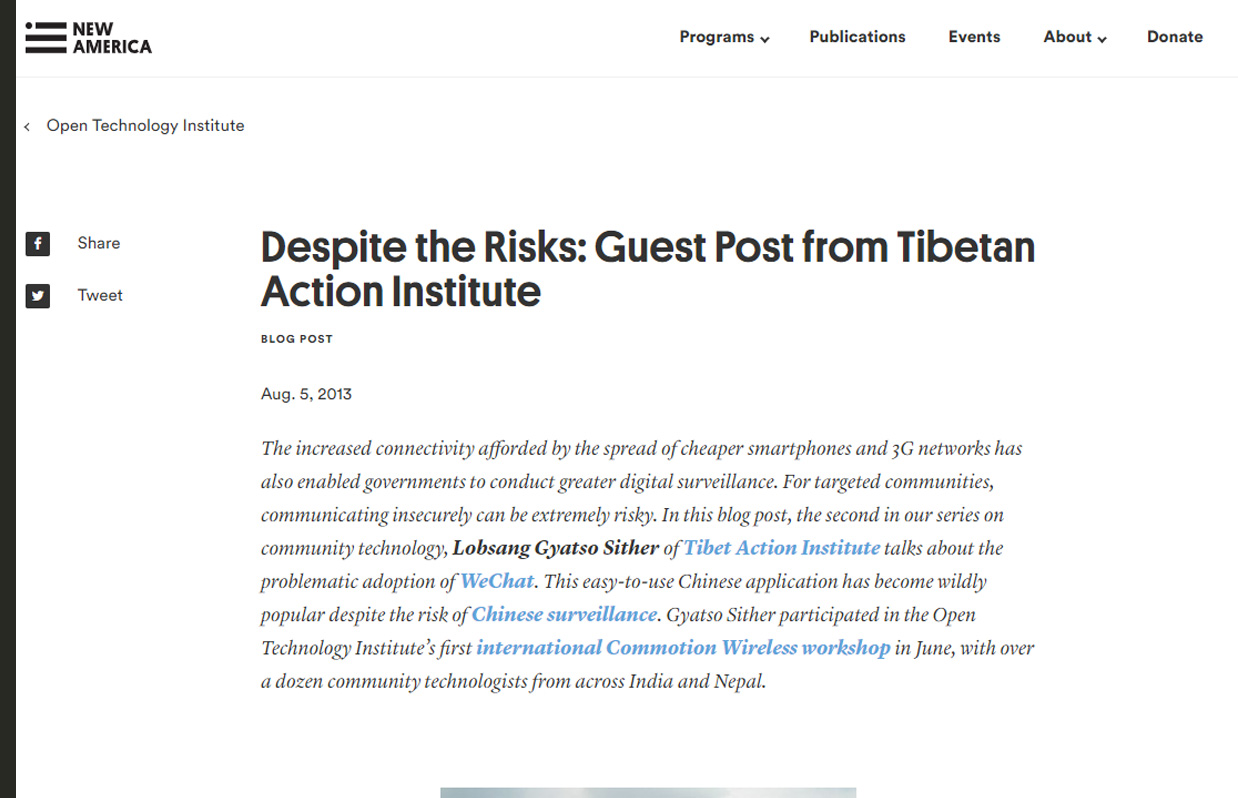 NEW
AMERICA
Programs
Publications
Events
About
Donate
Open Technology Institute
Share
Tweet
Despite the Risks: Guest Post from Tibetan
Action Institute
BLOG POST
Aug. 5, 2013
The increased connectivity afforded by the spread of cheaper smartphones and 3G networks has
also enabled governments to conduct greater digital surveillance. For targeted communities,
communicating insecurely can be extremely risky. In this blog post, the second in our series on
community technology, Lobsang Gyatso Sither of Tibet Action Institute talks about the
problematic adoption of WeChat. This easy-to-use Chinese application has become wildly
popular despite the risk of Chinese surveillance. Gyatso Sither participated in the Open
Technology Institute’s first international Commotion Wireless workshop in June, with over
a dozen community technologists from across India and Nepal.